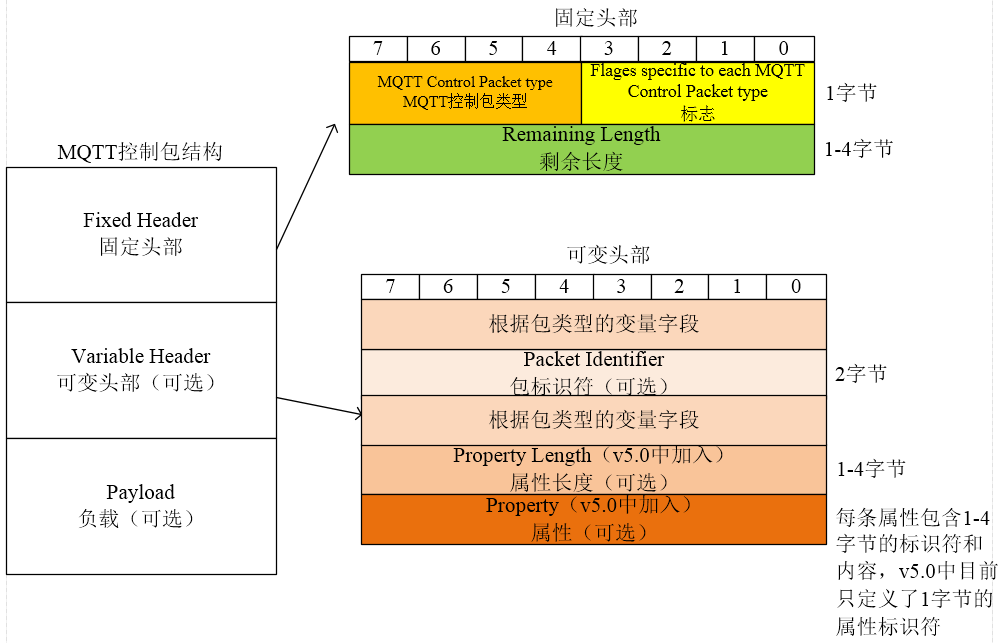 固定头部
7 6 5 4 3 2 1 0
MQTT Control Packet type
MQTT控制包类型
Flages specific to each MQTT
Control Packet type
标志
1字节
Remaining Length
剩余长度
1-4字节
MQTT控制包结构
Fixed Header
固定头部
Variable Header
可变头部（可选）
Payload
负载（可选）
可变头部
7 6 5 4 3 2 1 0
根据包类型的变量字段
Packet Identifier
包标识符（可选）
2字节
根据包类型的变量字段
Property Length（v5.0中加入）
属性长度（可选）
1-4字节
Property（v5.0中加入）
属性（可选）
每条属性包含1-4
字节的标识符和
内容，v5.0中目前
只定义了1字节的
属性标识符